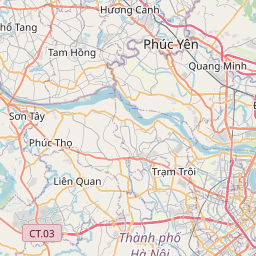 Hương Canh
hổ Tang
Phúc Yên
Tam Hồng
Quang Minh
Sơn Tây
Phúc Thọ
Trạm Trôi
Liên Quan
CT.03
Thành phố
Hà Nội